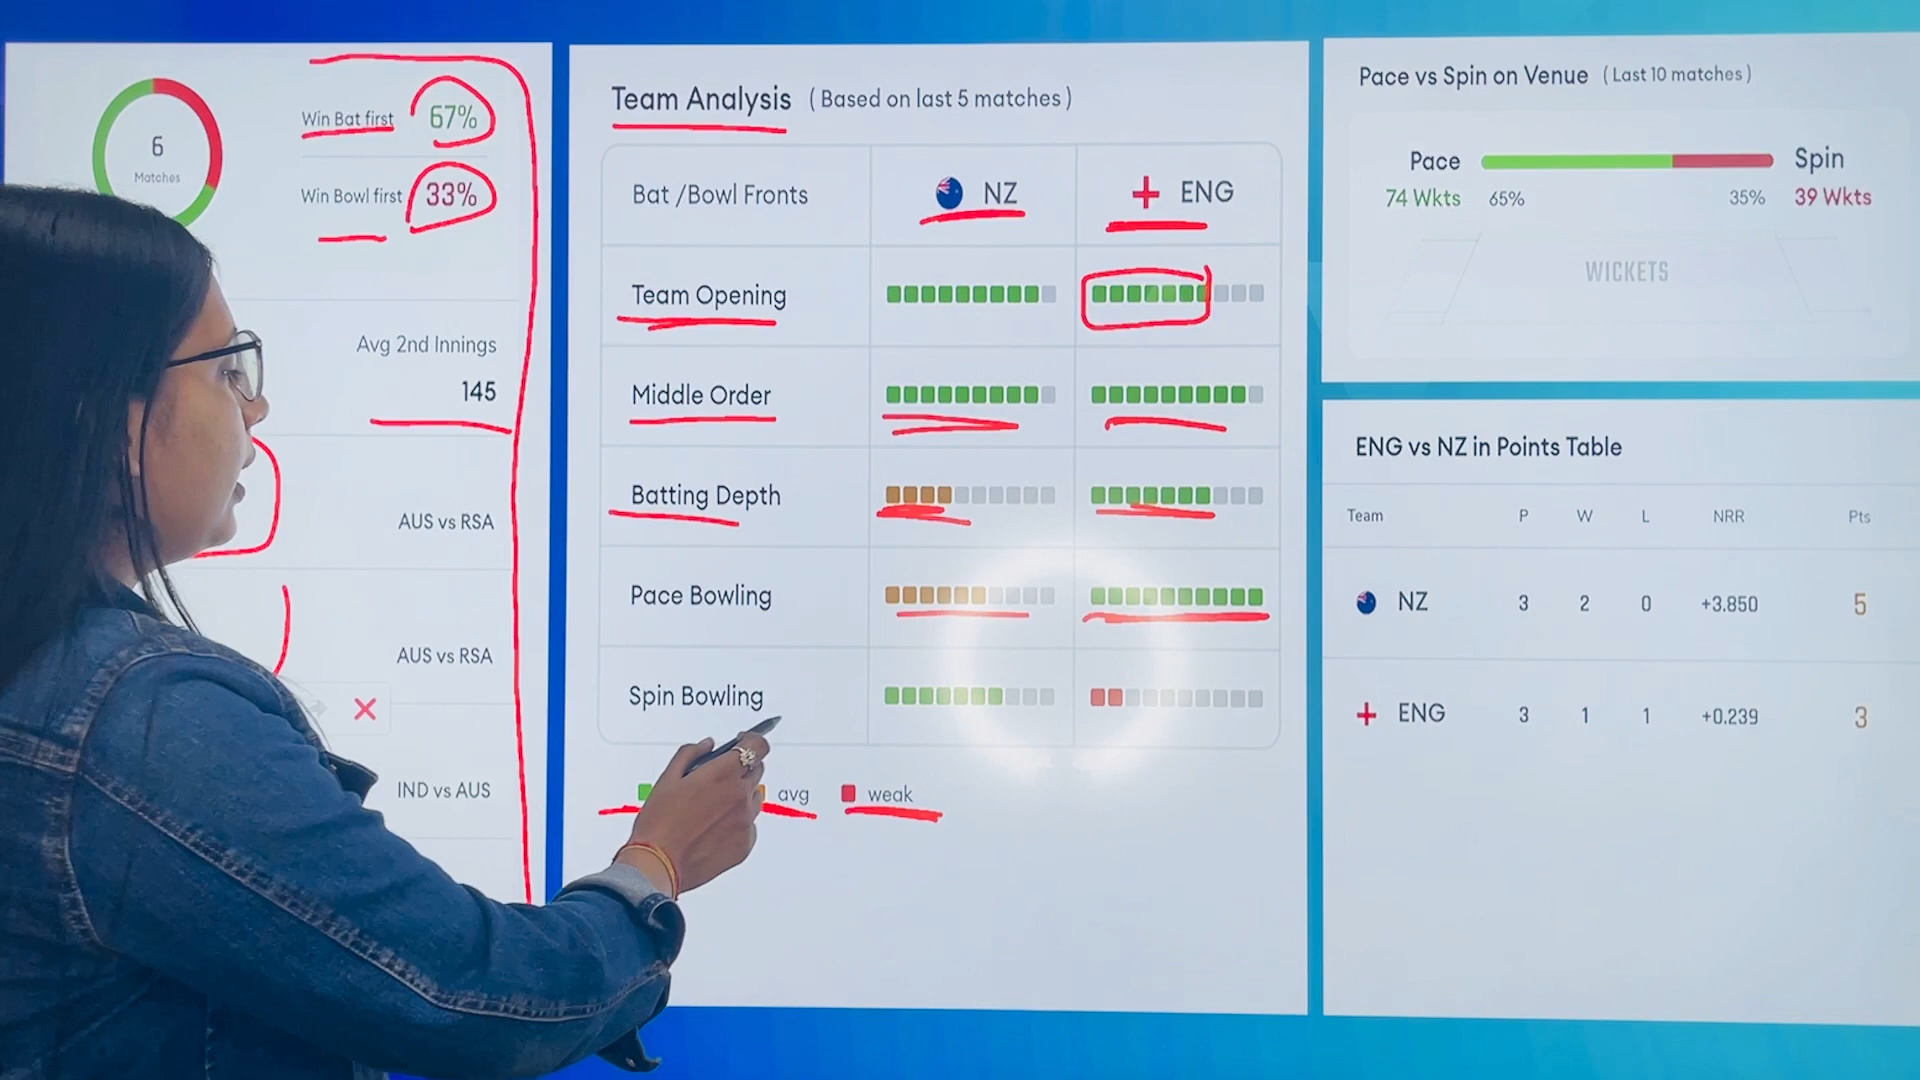 6
Matches
Win Bat first 67%
Win Bowl first 33%
Avg 2nd Innings
145
AUS vs RSA
AUS vs RSA
IND vs AUS
Team Analysis ( Based on last 5 matches )
Bat /Bowl Fronts NZ ENG
Team Opening
Middle Order
Batting Depth
Pace Bowling
Spin Bowling
avg weak
Pace vs Spin on Venue ( Last 10 matches )
Pace Spin
74 Wkts 65% 35% 39 Wkts
WICKETS
ENG vs NZ in Points Table
Team P W L NRR Pts
NZ 3 2 0 +3.850 5
ENG 3 1 1 +0.239 3